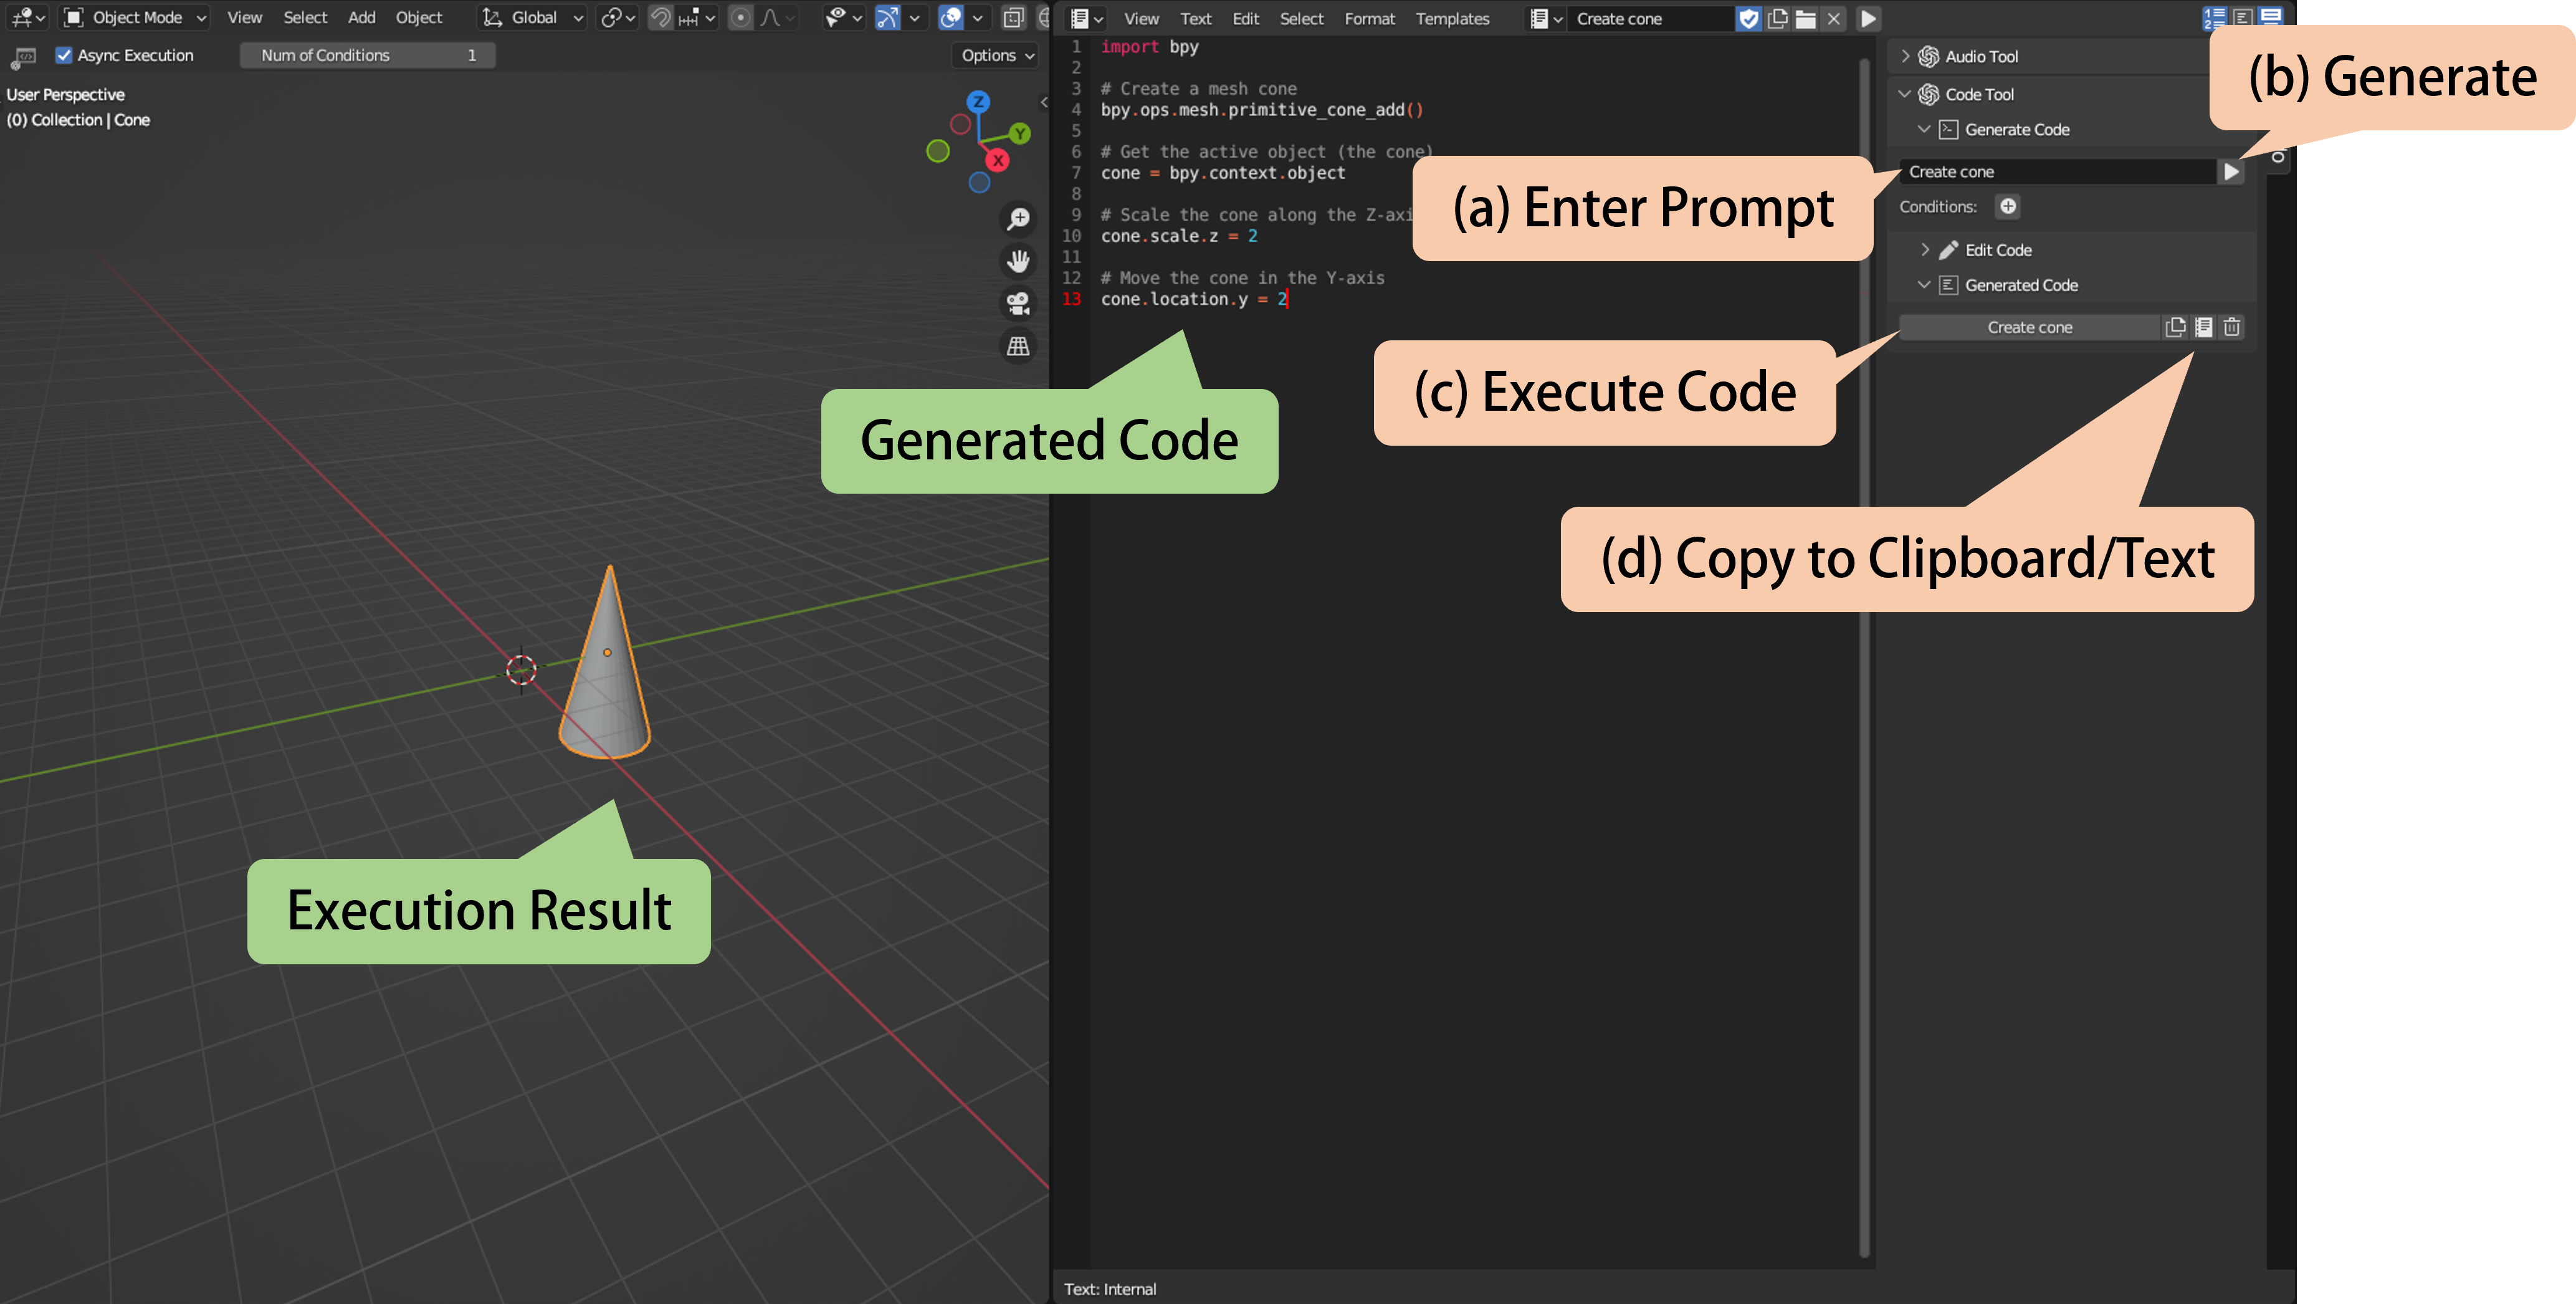 Object Mode View Select Add Object Global
Async Execution Num of Conditions 1 Options
User Perspective
(0) Collection | Cone
Z
Y
X
View Text Edit Select Format Templates Create cone
1 import bpy
2
3 # Create a mesh cone
4 bpy.ops.mesh.primitive_cone_add()
5
6 # Get the active object (the cone)
7 cone = bpy.context.object
8
9 # Scale the cone along the Z-axi
10 cone.scale.z = 2
11
12 # Move the cone in the Y-axis
13 cone.location.y = 2
Audio Tool
Code Tool
Generate Code
Create cone
Conditions:
Edit Code
Generated Code
Create cone
(b) Generate
(a) Enter Prompt
(c) Execute Code
(d) Copy to Clipboard/Text
Generated Code
Execution Result
Text: Internal